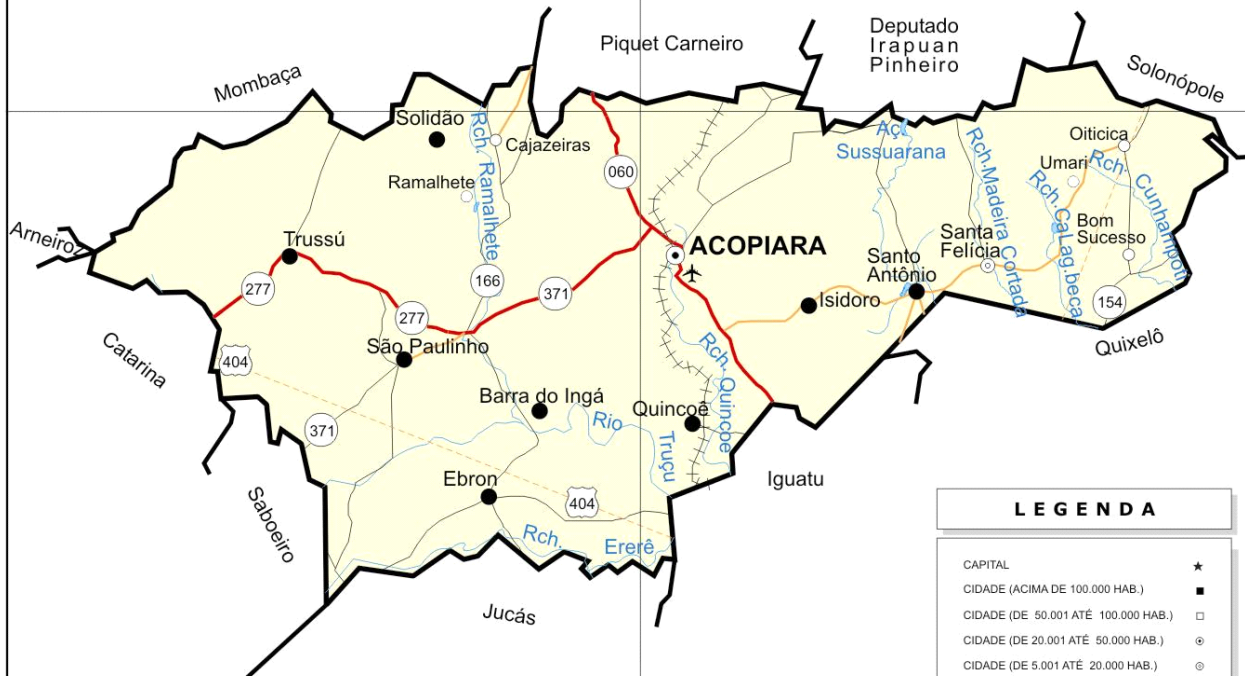 Deputado
Irapuan
Pinheiro
Piquet Carneiro
Mombaça
Solonópole
Solidão
Rch. Ramalhete
Cajazeiras
Ramalhete
060
Açu
Sussuarana
Rch.Madeira Cortada
Oiticica
Umari
Rch. Cunhampoti
Rch.CaLag.beca
Bom
Sucesso
Arneiroz
Trussú
ACOPIARA
Santa
Felícia
Santo
Antônio
277
166
371
Isidoro
154
277
Catarina
404
São Paulinho
Rch. Quincoe
Quixelô
Barra do Ingá
Rio
Truçu
Quincoê
371
Ebron
404
Iguatu
Saboeiro
Rch.
Ererê
Jucás
LEGENDA
CAPITAL
CIDADE (ACIMA DE 100.000 HAB.)
CIDADE (DE 50.001 ATÉ 100.000 HAB.)
CIDADE (DE 20.001 ATÉ 50.000 HAB.)
CIDADE (DE 5.001 ATÉ 20.000 HAB.)